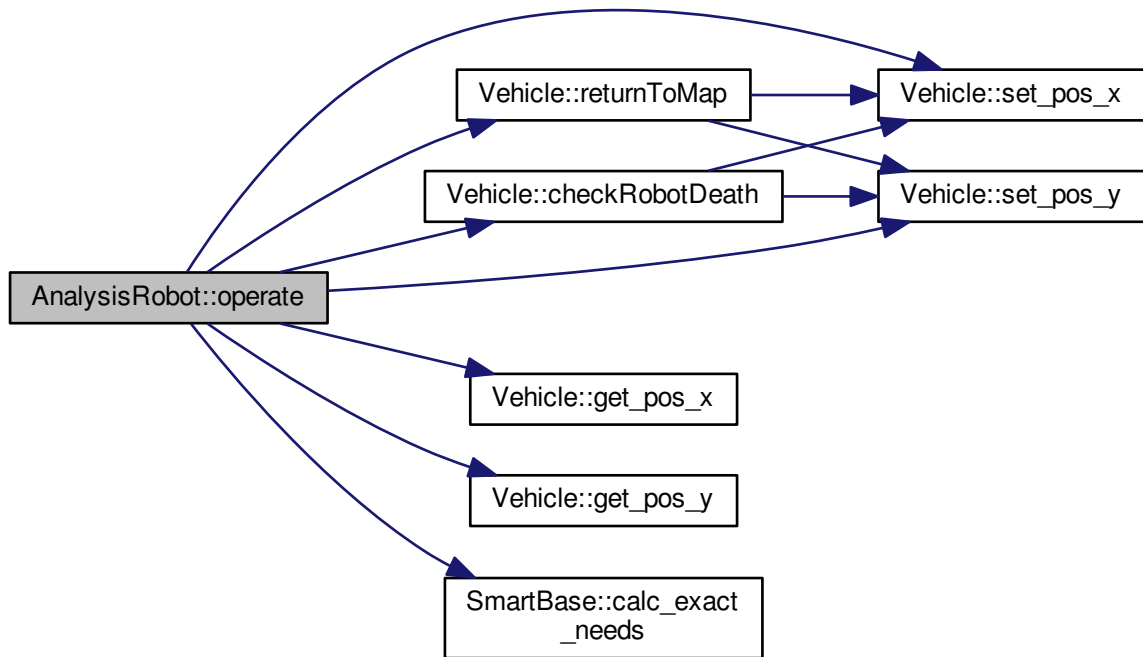 Vehicle::returnToMap
Vehicle::set_pos_x
Vehicle::checkRobotDeath
Vehicle::set_pos_y
AnalysisRobot::operate
Vehicle::get_pos_x
Vehicle::get_pos_y
SmartBase::calc_exact
_needs